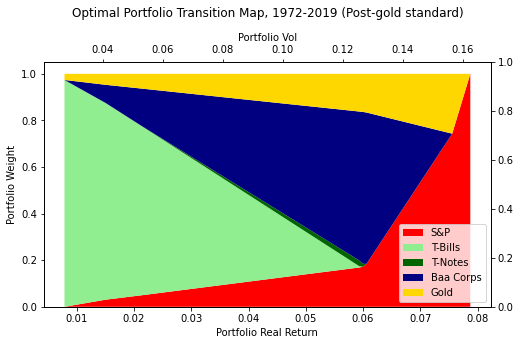 Optimal Portfolio Transition Map, 1972-2019 (Post-gold standard)
Portfolio Vol
0.04 0.06 0.08 0.10 0.12 0.14 0.16
1.0 1.0
0.8 0.8
0.6 0.6
0.4 0.4
0.2 0.2
0.0 0.0
Portfolio Weight
S&P
T-Bills
T-Notes
Baa Corps
Gold
0.01 0.02 0.03 0.04 0.05 0.06 0.07 0.08
Portfolio Real Return